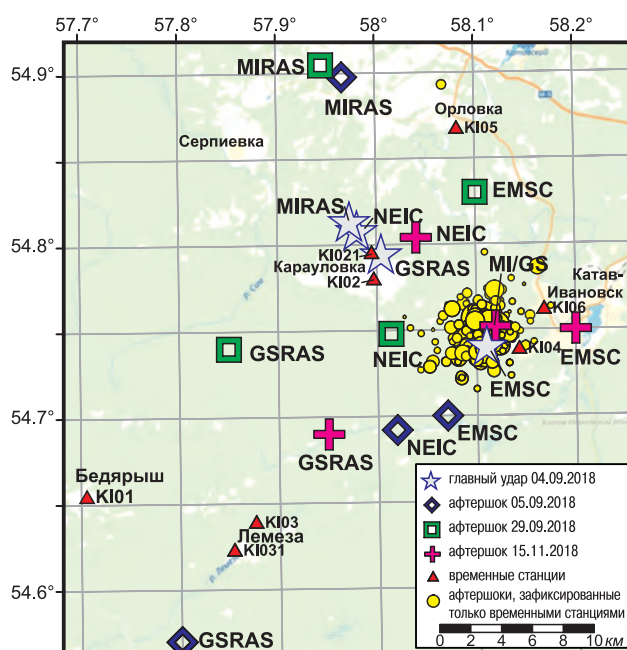 57.7° 57.8° 57.9° 58° 58.1° 58.2°
54.9°
54.8°
54.7°
54.6°
MIRAS
MIRAS
Орловка
KI05
Серпиевка
EMSC
MIRAS
NEIC
NEIC
KI021
Карауловка
GSRAS
KI02
MI/GS
Катав-
Ивановск
KI06
р. Сим
NEIC
GSRAS
KI04
EMSC
EMSC
EMSC
NEIC
GSRAS
Бедярыш
KI01
KI03
Лемеза
KI031
GSRAS
главный удар 04.09.2018
афтершок 05.09.2018
афтершок 29.09.2018
афтершок 15.11.2018
временные станции
афтершоки, зафиксированные
только временными станциями
0 2 4 6 8 10 км